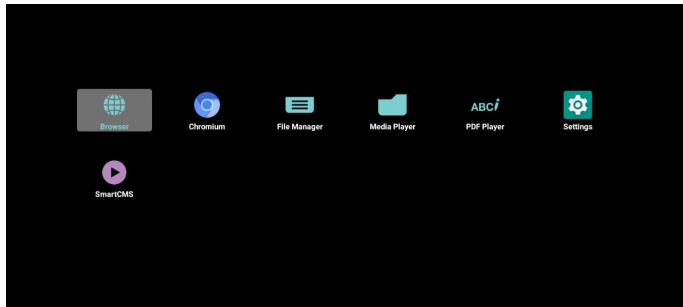 Browser
Chromium
File Manager
Media Player
ABCi
PDF Player
Settings
SmartCMS